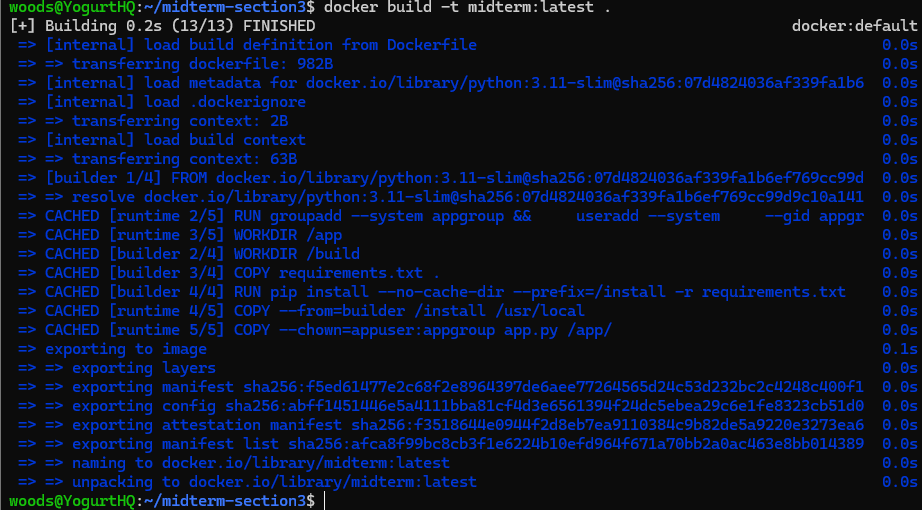 woods@YogurtHQ:~/midterm-section3$ docker build -t midterm:latest .
[+] Building 0.2s (13/13) FINISHED docker:default
=> [internal] load build definition from Dockerfile 0.0s
=> => transferring dockerfile: 982B 0.0s
=> [internal] load metadata for docker.io/library/python:3.11-slim@sha256:07d4824036af339fa1b6 0.0s
=> [internal] load .dockerignore 0.0s
=> => transferring context: 2B 0.0s
=> [internal] load build context 0.0s
=> => transferring context: 63B 0.0s
=> [builder 1/4] FROM docker.io/library/python:3.11-slim@sha256:07d4824036af339fa1b6ef769cc99d 0.0s
=> => resolve docker.io/library/python:3.11-slim@sha256:07d4824036af339fa1b6ef769cc99d9c10a141 0.0s
=> CACHED [runtime 2/5] RUN groupadd --system appgroup && useradd --system --gid appgr 0.0s
=> CACHED [runtime 3/5] WORKDIR /app 0.0s
=> CACHED [builder 2/4] WORKDIR /build 0.0s
=> CACHED [builder 3/4] COPY requirements.txt . 0.0s
=> CACHED [builder 4/4] RUN pip install --no-cache-dir --prefix=/install -r requirements.txt 0.0s
=> CACHED [runtime 4/5] COPY --from=builder /install /usr/local 0.0s
=> CACHED [runtime 5/5] COPY --chown=appuser:appgroup app.py /app/ 0.0s
=> exporting to image 0.1s
=> => exporting layers 0.0s
=> => exporting manifest sha256:f5ed61477e2c68f2e8964397de6aee77264565d24c53d232bc2c4248c400f1 0.0s
=> => exporting config sha256:abff1451446e5a4111bba81cf4d3e6561394f24dc5ebea29c6e1fe8323cb51d0 0.0s
=> => exporting attestation manifest sha256:f3518644e0944f2d8eb7ea9110384c9b82de5a9220e3273ea6 0.0s
=> => exporting manifest list sha256:afca8f99bc8cb3f1e6224b10efd964f671a70bb2a0ac463e8bb014389 0.0s
=> => naming to docker.io/library/midterm:latest 0.0s
=> => unpacking to docker.io/library/midterm:latest 0.0s
woods@YogurtHQ:~/midterm-section3$